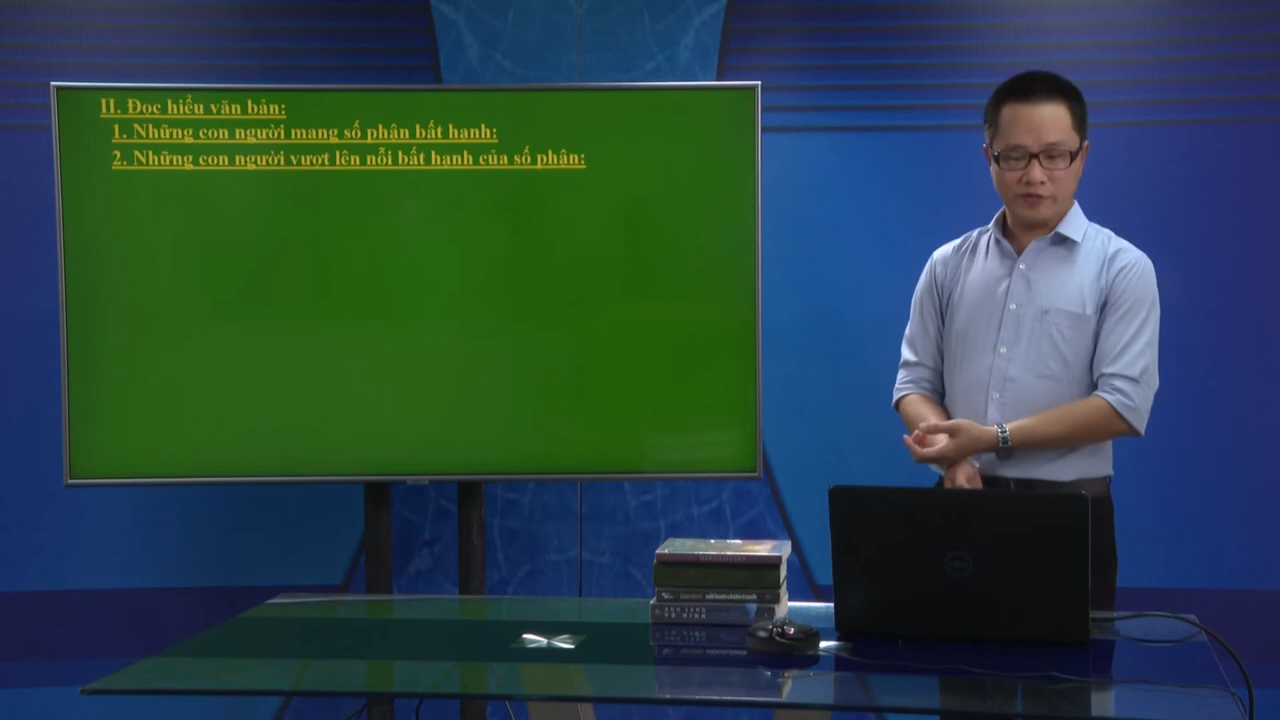 II. Đọc hiểu văn bản:
1. Những con người mang số phận bất hạnh:
2. Những con người vượt lên nỗi bất hạnh của số phận:
DELL